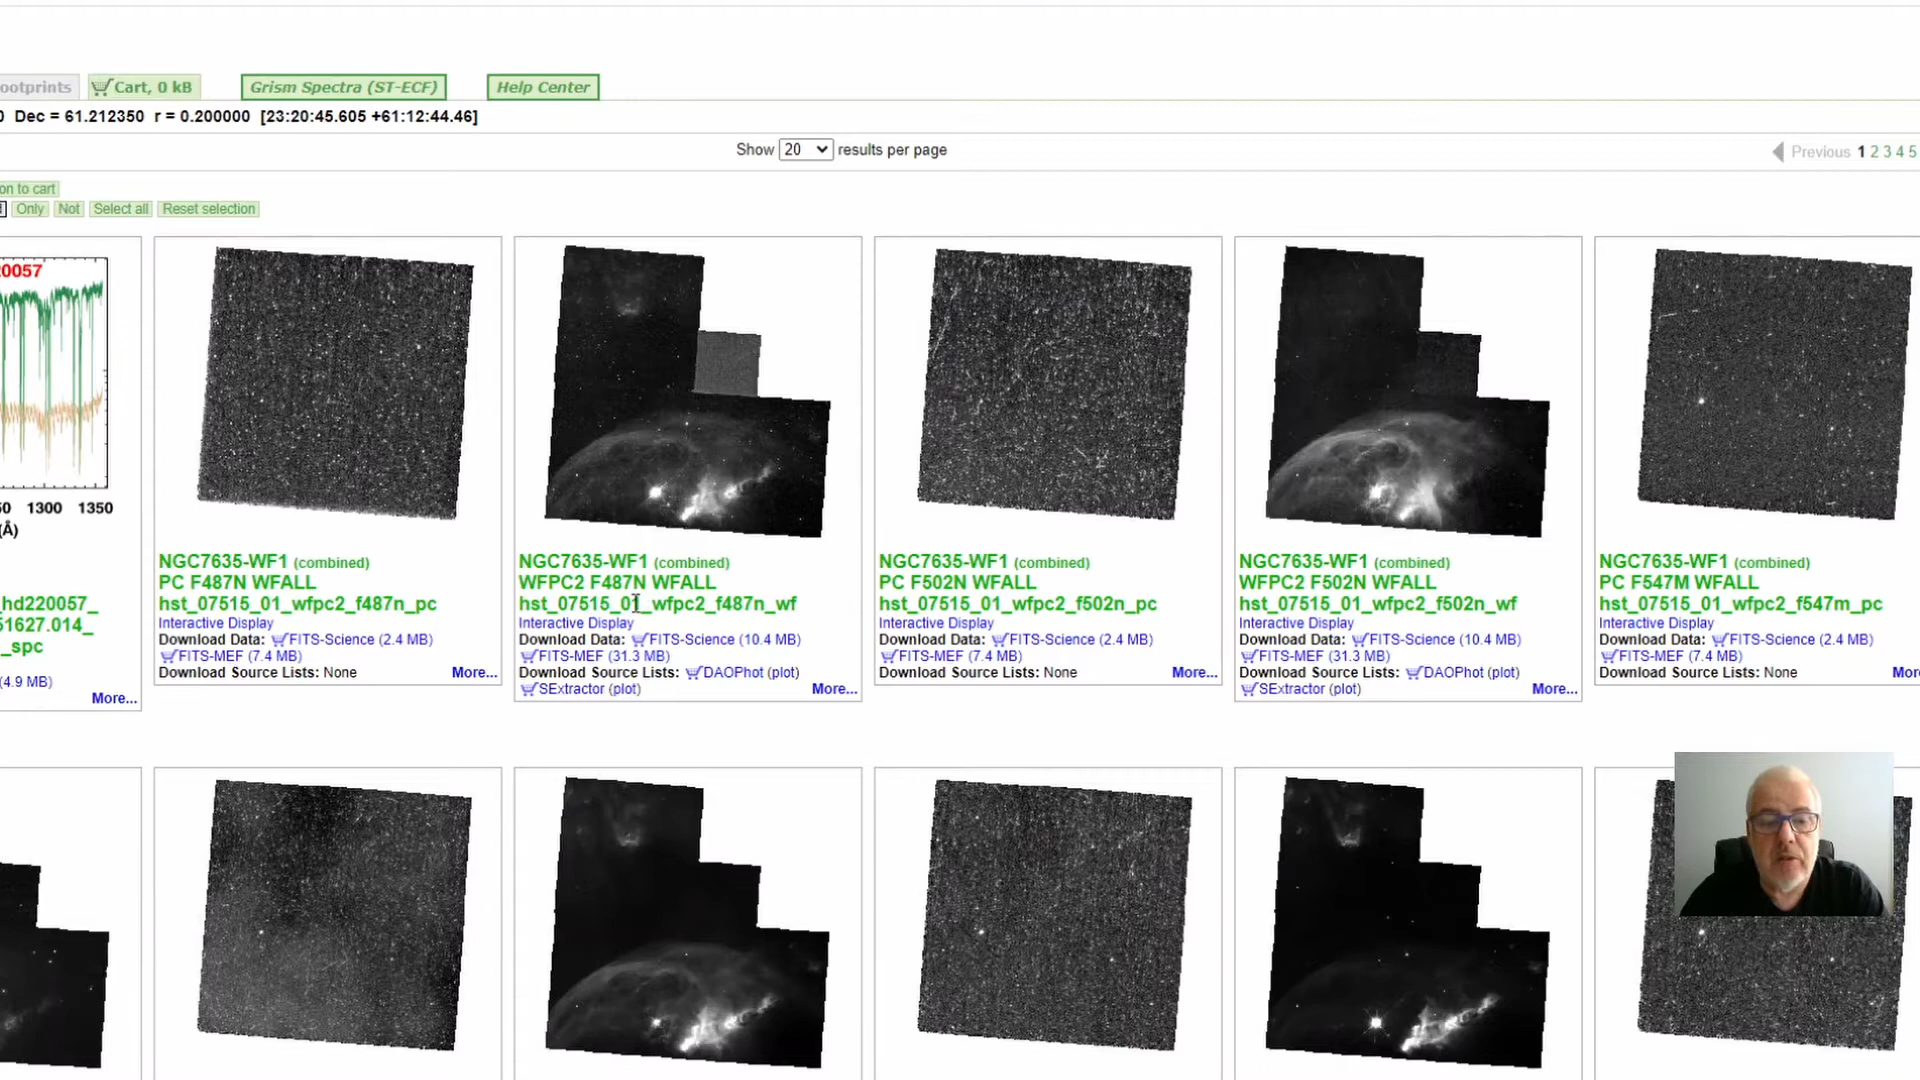 ootprints
Cart, 0 kB
Grism Spectra (ST-ECF)
Help Center
0 Dec = 61.212350 r = 0.200000 [23:20:45.605 +61:12:44.46]
Show 20 results per page
Previous 1 2 3 4 5
on to cart
Only Not Select all Reset selection
20057
1300 1350
(Å)
_hd220057_
51627.014_
_spc
(4.9 MB)
More...
NGC7635-WF1 (combined)
PC F487N WFALL
hst_07515_01_wfpc2_f487n_pc
Interactive Display
Download Data: FITS-Science (2.4 MB)
FITS-MEF (7.4 MB)
Download Source Lists: None
More...
NGC7635-WF1 (combined)
WFPC2 F487N WFALL
hst_07515_01_wfpc2_f487n_wf
Interactive Display
Download Data: FITS-Science (10.4 MB)
FITS-MEF (31.3 MB)
Download Source Lists: DAOPhot (plot)
SExtractor (plot)
More...
NGC7635-WF1 (combined)
PC F502N WFALL
hst_07515_01_wfpc2_f502n_pc
Interactive Display
Download Data: FITS-Science (2.4 MB)
FITS-MEF (7.4 MB)
Download Source Lists: None
More...
NGC7635-WF1 (combined)
WFPC2 F502N WFALL
hst_07515_01_wfpc2_f502n_wf
Interactive Display
Download Data: FITS-Science (10.4 MB)
FITS-MEF (31.3 MB)
Download Source Lists: DAOPhot (plot)
SExtractor (plot)
More...
NGC7635-WF1 (combined)
PC F547M WFALL
hst_07515_01_wfpc2_f547m_pc
Interactive Display
Download Data: FITS-Science (2.4 MB)
FITS-MEF (7.4 MB)
Download Source Lists: None
Mor